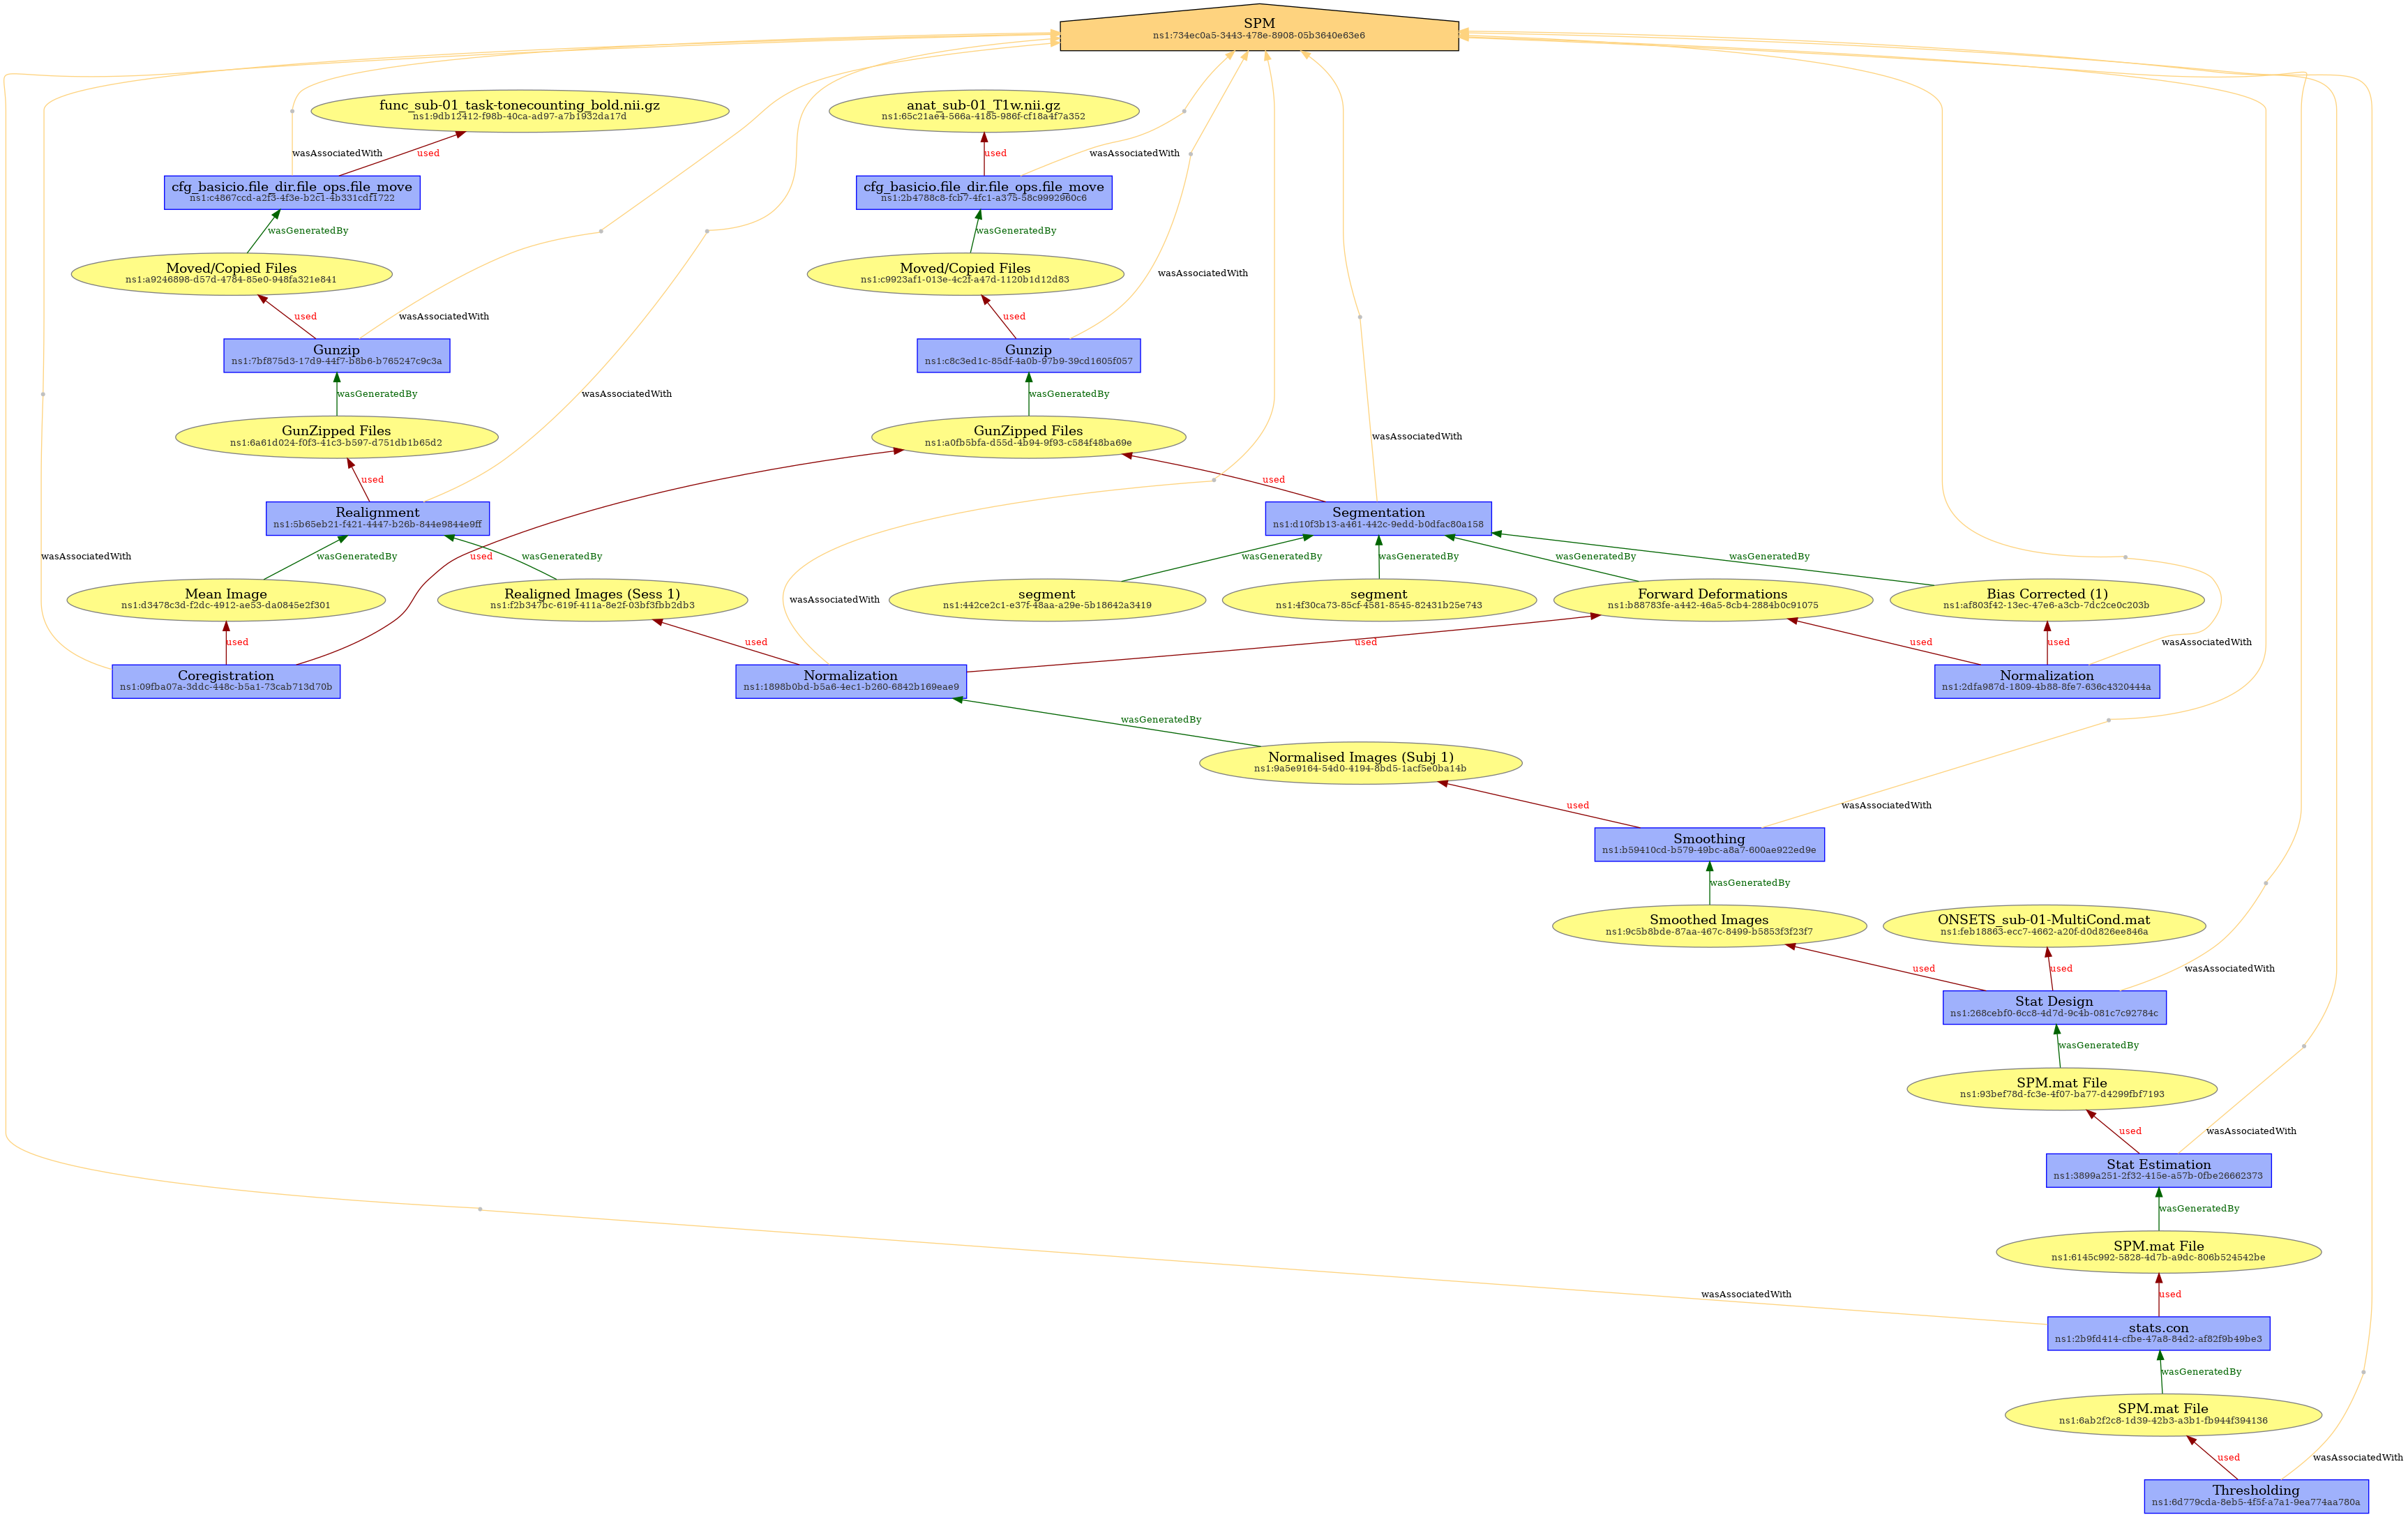 SPM
ns1:734ec0a5-3443-478e-8908-05b3640e63e6
func_sub-01_task-tonecounting_bold.nii.gz
ns1:9db12412-f98b-40ca-ad97-a7b1932da17d
anat_sub-01_T1w.nii.gz
ns1:65c21ae4-566a-4185-986f-cf18a4f7a352
wasAssociatedWith
used
used
wasAssociatedWith
cfg_basicio.file_dir.file_ops.file_move
ns1:c4867ccd-a2f3-4f3e-b2c1-4b331cdf1722
cfg_basicio.file_dir.file_ops.file_move
ns1:2b4788c8-fcb7-4fc1-a375-58c9992960c6
wasGeneratedBy
wasGeneratedBy
Moved/Copied Files
ns1:a9246898-d57d-4784-85e0-948fa321e841
Moved/Copied Files
ns1:c9923af1-013e-4c2f-a47d-1120b1d12d83
wasAssociatedWith
used
wasAssociatedWith
used
Gunzip
ns1:7bf875d3-17d9-44f7-b8b6-b765247c9c3a
Gunzip
ns1:c8c3ed1c-85df-4a0b-97b9-39cd1605f057
wasGeneratedBy
wasAssociatedWith
wasGeneratedBy
GunZipped Files
ns1:6a61d024-f0f3-41c3-b597-d751db1b65d2
GunZipped Files
ns1:a0fb5bfa-d55d-4b94-9f93-c584f48ba69e
wasAssociatedWith
used
used
Realignment
ns1:5b65eb21-f421-4447-b26b-844e9844e9ff
Segmentation
ns1:d10f3b13-a461-442c-9edd-b0dfac80a158
wasAssociatedWith
wasGeneratedBy
used
wasGeneratedBy
wasGeneratedBy
wasGeneratedBy
wasGeneratedBy
wasGeneratedBy
Mean Image
ns1:d3478c3d-f2dc-4912-ae53-da0845e2f301
Realigned Images (Sess 1)
ns1:f2b347bc-619f-411a-8e2f-03bf3fbb2db3
wasAssociatedWith
segment
ns1:442ce2c1-e37f-48aa-a29e-5b18642a3419
segment
ns1:4f30ca73-85cf-4581-8545-82431b25e743
Forward Deformations
ns1:b88783fe-a442-46a5-8cb4-2884b0c91075
Bias Corrected (1)
ns1:af803f42-13ec-47e6-a3cb-7dc2ce0c203b
used
used
used
used
used
wasAssociatedWith
Coregistration
ns1:09fba07a-3ddc-448c-b5a1-73cab713d70b
Normalization
ns1:1898b0bd-b5a6-4ec1-b260-6842b169eae9
Normalization
ns1:2dfa987d-1809-4b88-8fe7-636c4320444a
wasGeneratedBy
Normalised Images (Subj 1)
ns1:9a5e9164-54d0-4194-8bd5-1acf5e0ba14b
used
wasAssociatedWith
Smoothing
ns1:b59410cd-b579-49bc-a8a7-600ae922ed9e
wasGeneratedBy
Smoothed Images
ns1:9c5b8bde-87aa-467c-8499-b5853f3f23f7
ONSETS_sub-01-MultiCond.mat
ns1:feb18863-ecc7-4662-a20f-d0d826ee846a
used
used
wasAssociatedWith
Stat Design
ns1:268cebf0-6cc8-4d7d-9c4b-081c7c92784c
wasGeneratedBy
SPM.mat File
ns1:93bef78d-fc3e-4f07-ba77-d4299fbf7193
used
wasAssociatedWith
Stat Estimation
ns1:3899a251-2f32-415e-a57b-0fbe26662373
wasGeneratedBy
SPM.mat File
ns1:6145c992-5828-4d7b-a9dc-806b524542be
wasAssociatedWith
used
stats.con
ns1:2b9fd414-cfbe-47a8-84d2-af82f9b49be3
wasGeneratedBy
SPM.mat File
ns1:6ab2f2c8-1d39-42b3-a3b1-fb944f394136
used
wasAssociatedWith
Thresholding
ns1:6d779cda-8eb5-4f5f-a7a1-9ea774aa780a